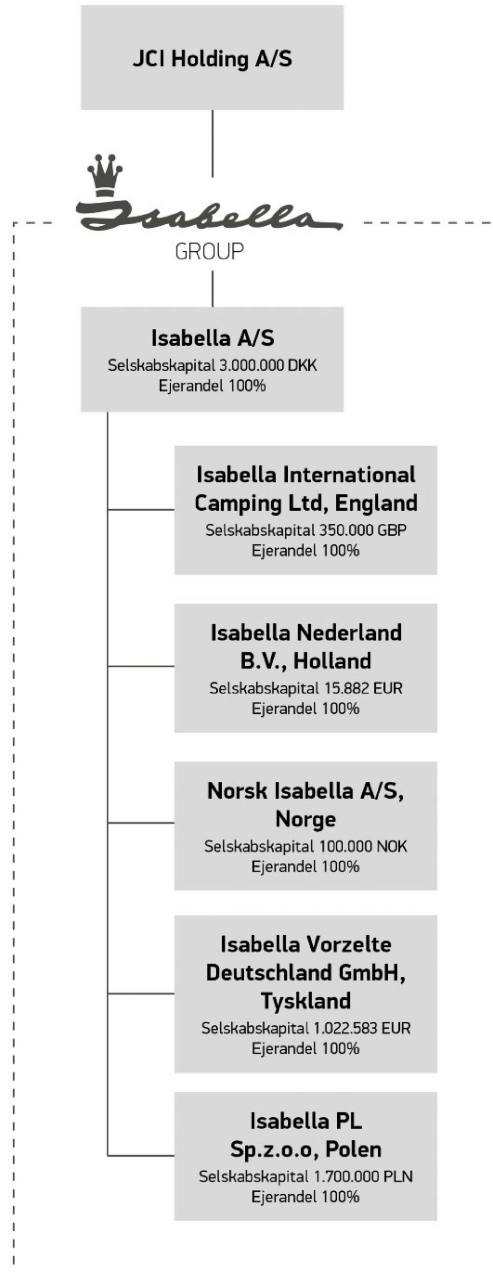 JCI Holding A/S
Isabella
GROUP
Isabella A/S
Selskabskapital 3.000.000 DKK
Ejerandel 100%
Isabella International
Camping Ltd, England
Selskabskapital 350.000 GBP
Ejerandel 100%
Isabella Nederland
B.V., Holland
Selskabskapital 15.882 EUR
Ejerandel 100%
Norsk Isabella A/S,
Norge
Selskabskapital 100.000 NOK
Ejerandel 100%
Isabella Vorzelte
Deutschland GmbH,
Tyskland
Selskabskapital 1.022.583 EUR
Ejerandel 100%
Isabella PL
Sp.z.o.o, Polen
Selskabskapital 1.700.000 PLN
Ejerandel 100%